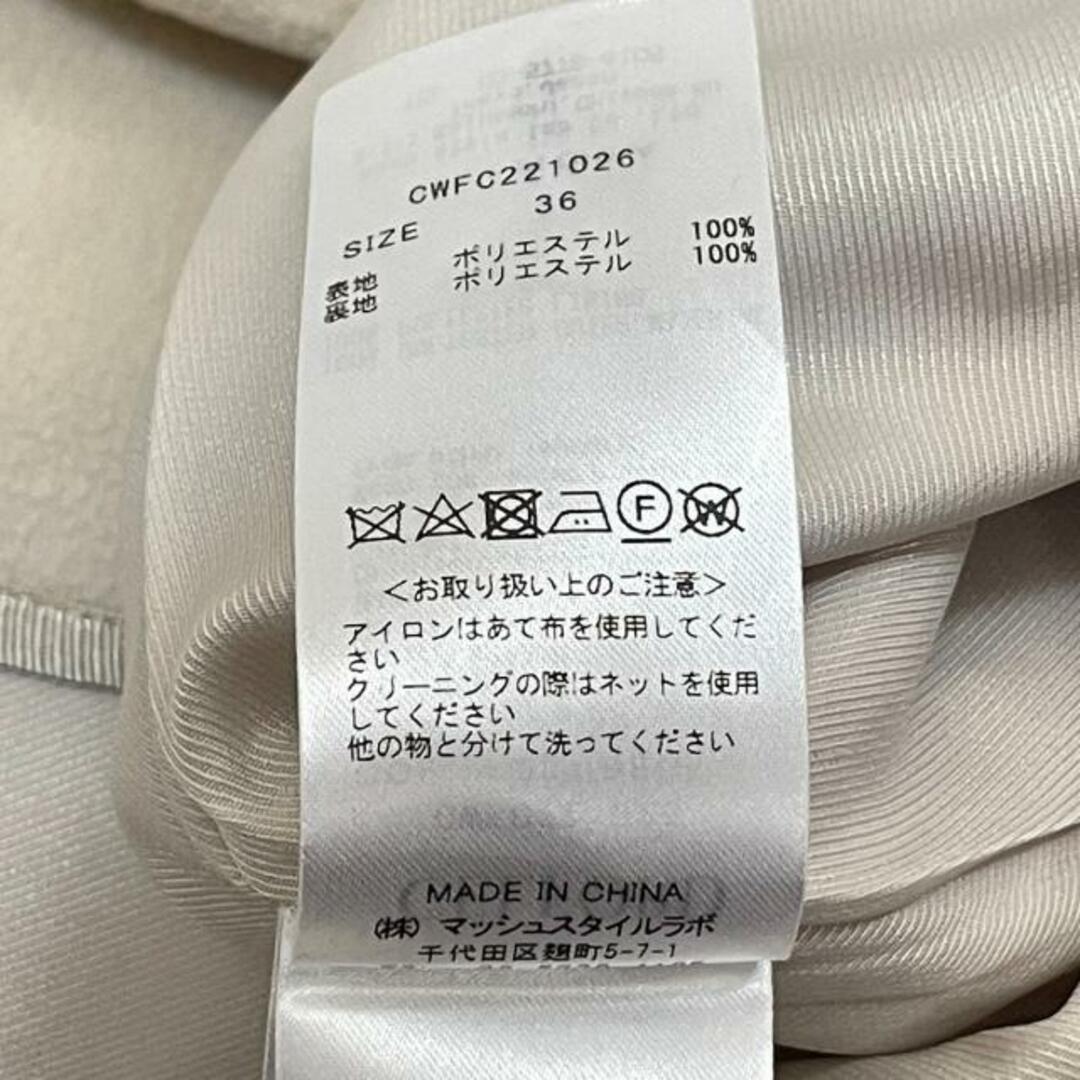 CWFC221026
SIZE 36
表地 ポリエステル 100%
裏地 ポリエステル 100%
F W
<お取り扱い上のご注意>
アイロンはあて布を使用してくだ
さい
クリーニングの際はネットを使用
してください
他の物と分けて洗ってください
MADE IN CHINA
(株) マッシュスタイルラボ
千代田区麹町5-7-1